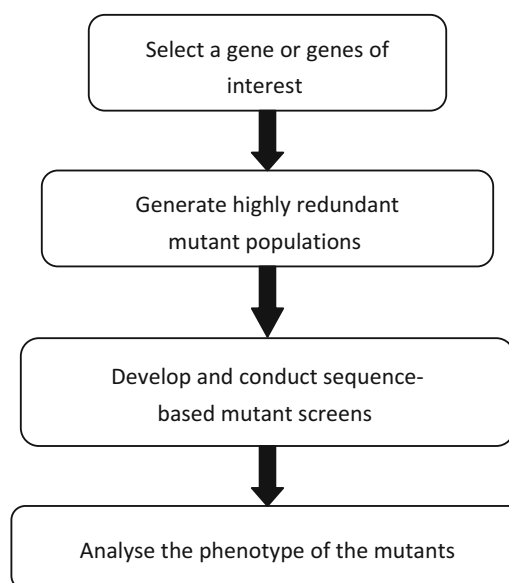 Select a gene or genes of
interest
Generate highly redundant
mutant populations
Develop and conduct sequence-
based mutant screens
Analyse the phenotype of the mutants